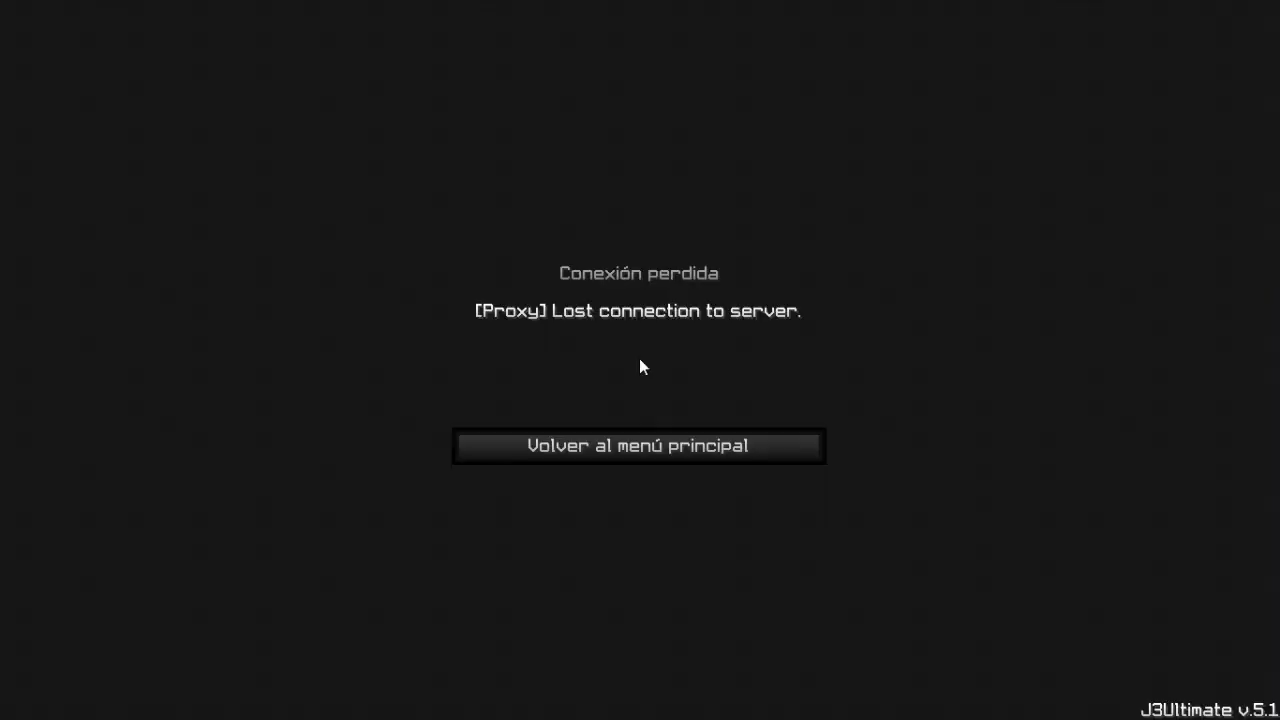 Conexión perdida
[Proxy] Lost connection to server.
Volver al menú principal
J3Ultimate v.5.1